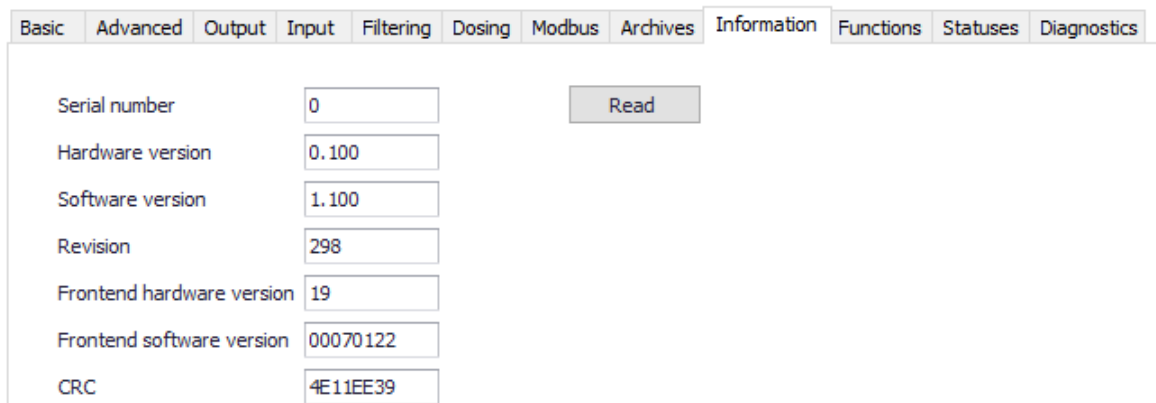 Basic Advanced Output Input Filtering Dosing Modbus Archives Information Functions Statuses Diagnostics
Serial number 0 Read
Hardware version 0.100
Software version 1.100
Revision 298
Frontend hardware version 19
Frontend software version 00070122
CRC 4E11EE39